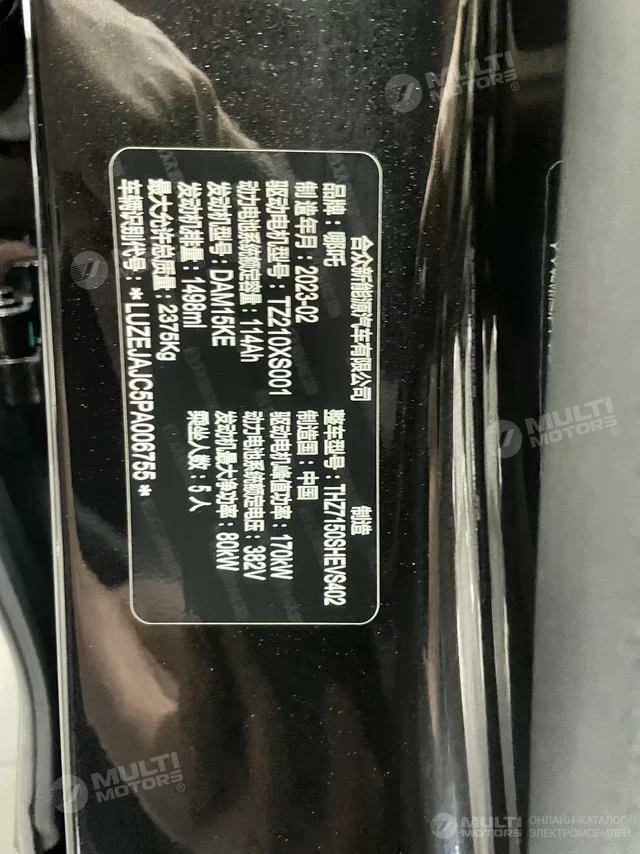 合众新能源汽车有限公司 制造
品牌：哪吒 整车型号：THZ7150SHEVS402
制造年月：2023-02 制造国：中国
驱动电机型号：TZ210XS001 驱动电机峰值功率：170kW
动力电池系统额定容量：114Ah 动力电池系统额定电压：382V
发动机型号：DAM15KE 发动机最大净功率：80kW
发动机排量：1498ml 乘坐人数：5人
最大允许总质量：2375Kg
车辆识别代号：**LUZEJAJC5PA006755**
MULTI
MOTORS®
MULTI
MOTORS®
MULTI
MOTORS®
MULTI
MOTORS®
ОНЛАЙН-КАТАЛОГ
ЭЛЕКТРОМОБИЛЕЙ